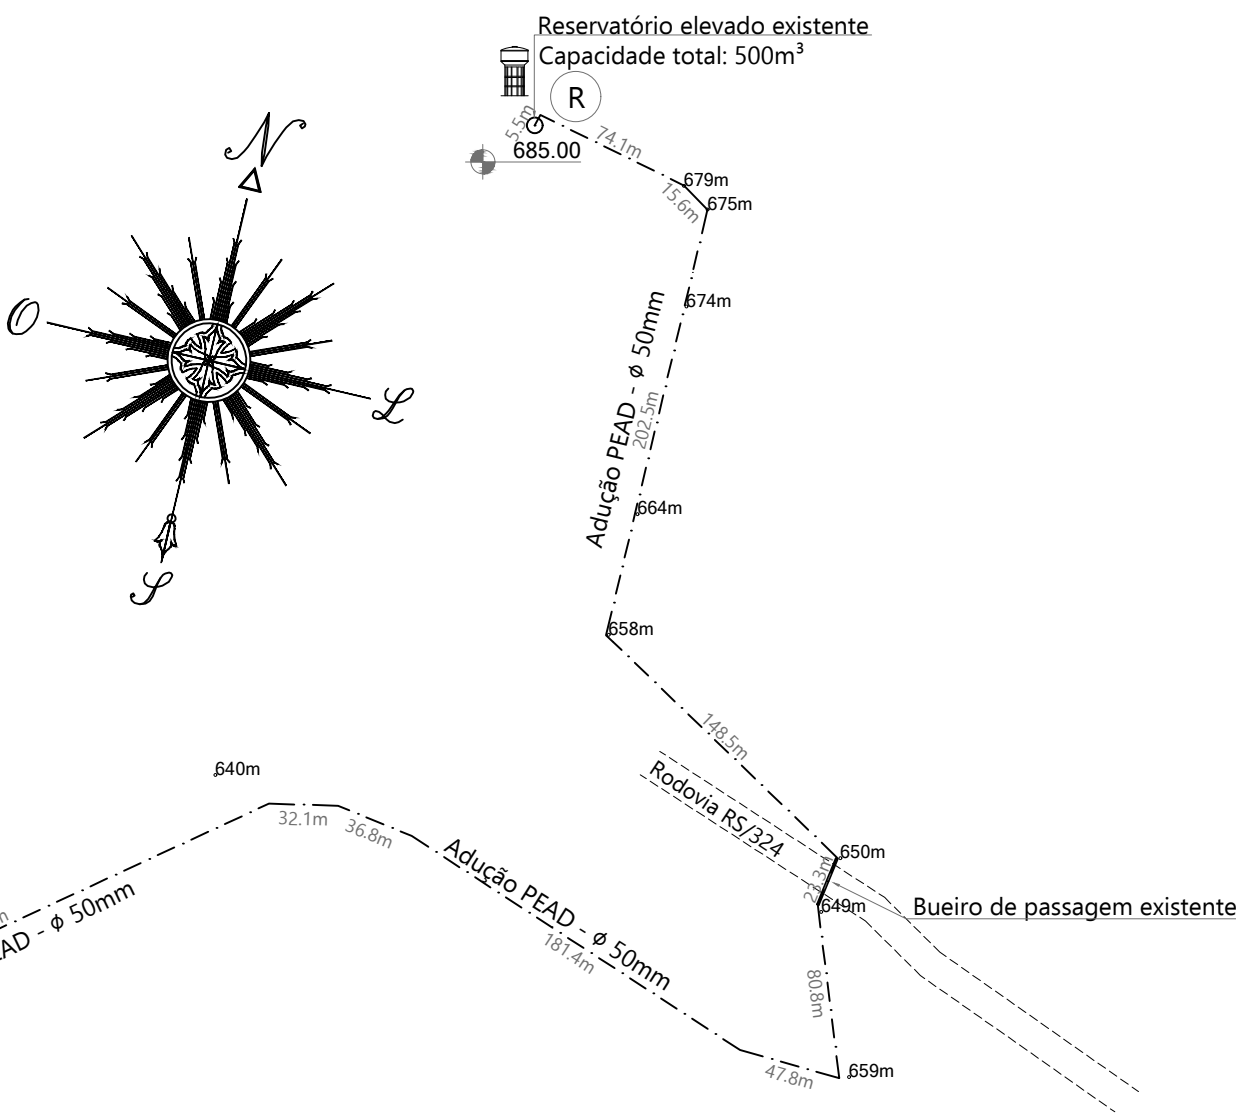 Reservatório elevado existente
Capacidade total: 500m³
R
5.5m
74.1m
685.00
679m
15.6m
675m
N
O
L
S
674m
Adução PEAD - ϕ 50mm
202.5m
664m
658m
148.5m
640m
Rodovia RS/324
32.1m
36.8m
650m
23.3m
649m
Bueiro de passagem existente
Adução PEAD - ϕ 50mm
181.4m
AD - ϕ 50mm
80.8m
47.8m
659m